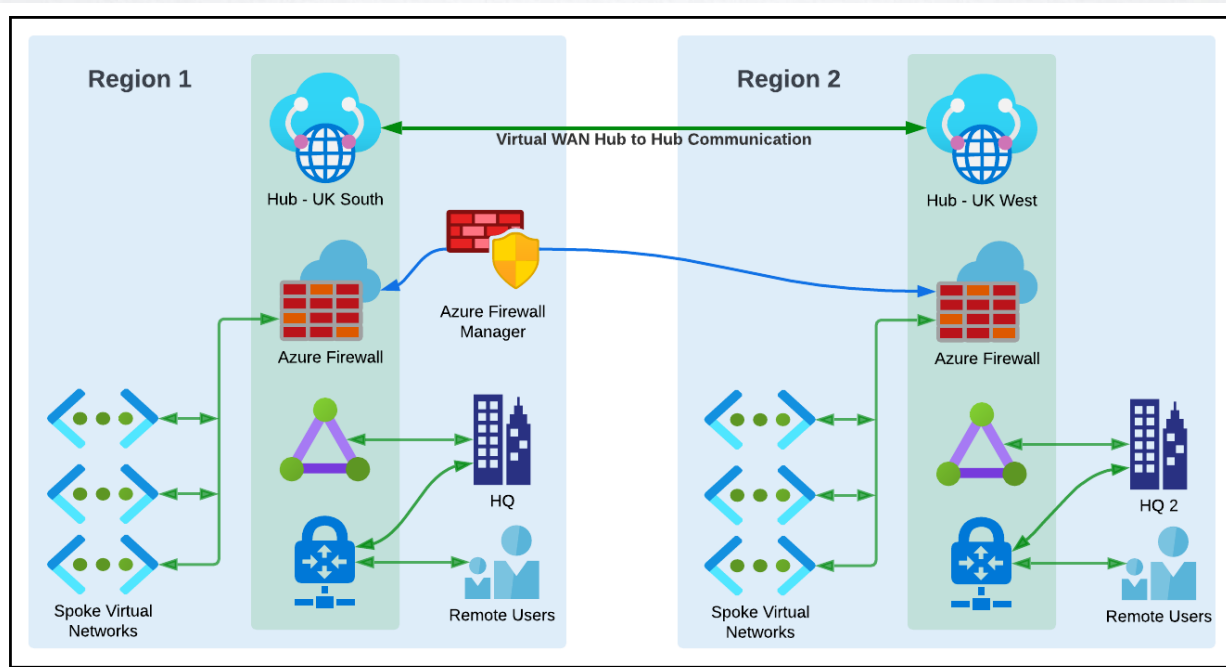 Region 1
Hub - UK South
Virtual WAN Hub to Hub Communication
Region 2
Hub - UK West
Azure Firewall
Manager
Azure Firewall
Azure Firewall
HQ
HQ 2
Spoke Virtual
Networks
Remote Users
Spoke Virtual
Networks
Remote Users